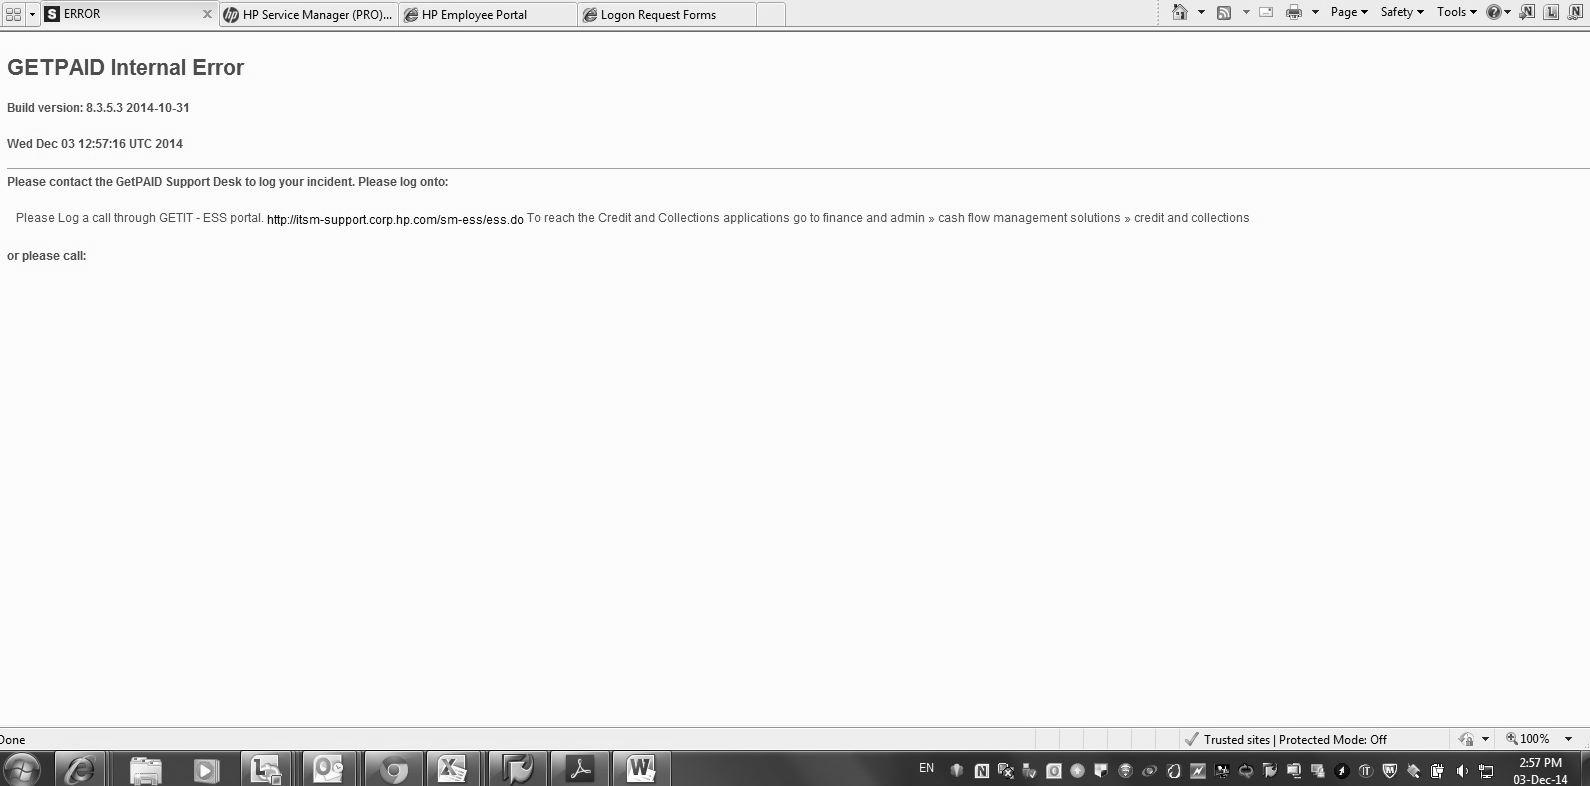 ERROR HP Service Manager (PRO)... HP Employee Portal Logon Request Forms Page Safety Tools
GETPAID Internal Error
Build version: 8.3.5.3 2014-10-31
Wed Dec 03 12:57:16 UTC 2014
Please contact the GetPAID Support Desk to log your incident. Please log onto:
Please Log a call through GETIT - ESS portal. http://itsm-support.corp.hp.com/sm-ess/ess.do To reach the Credit and Collections applications go to finance and admin » cash flow management solutions » credit and collections
or please call:
Done Trusted sites | Protected Mode: Off 100%
EN 2:57 PM
03-Dec-14